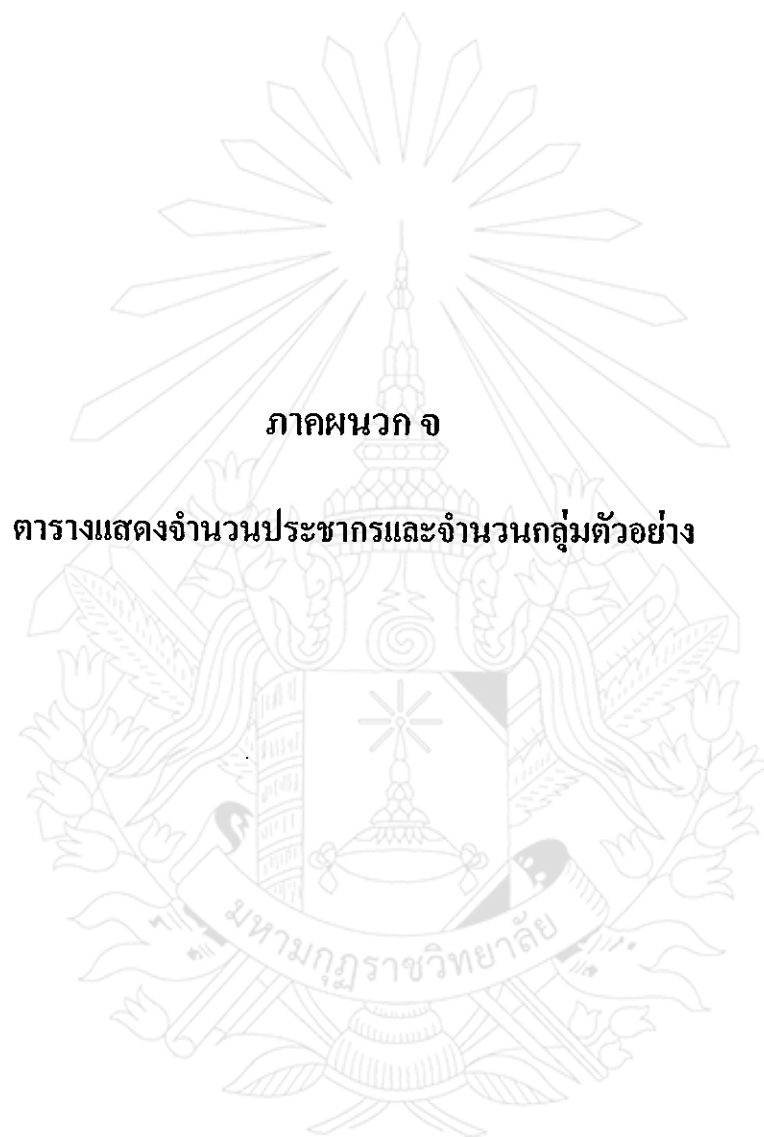 ภาคผนวก จ
ตารางแสดงจำนวนประชากรและจำนวนกลุ่มตัวอย่าง
มหามกุฏราชวิทยาลัย